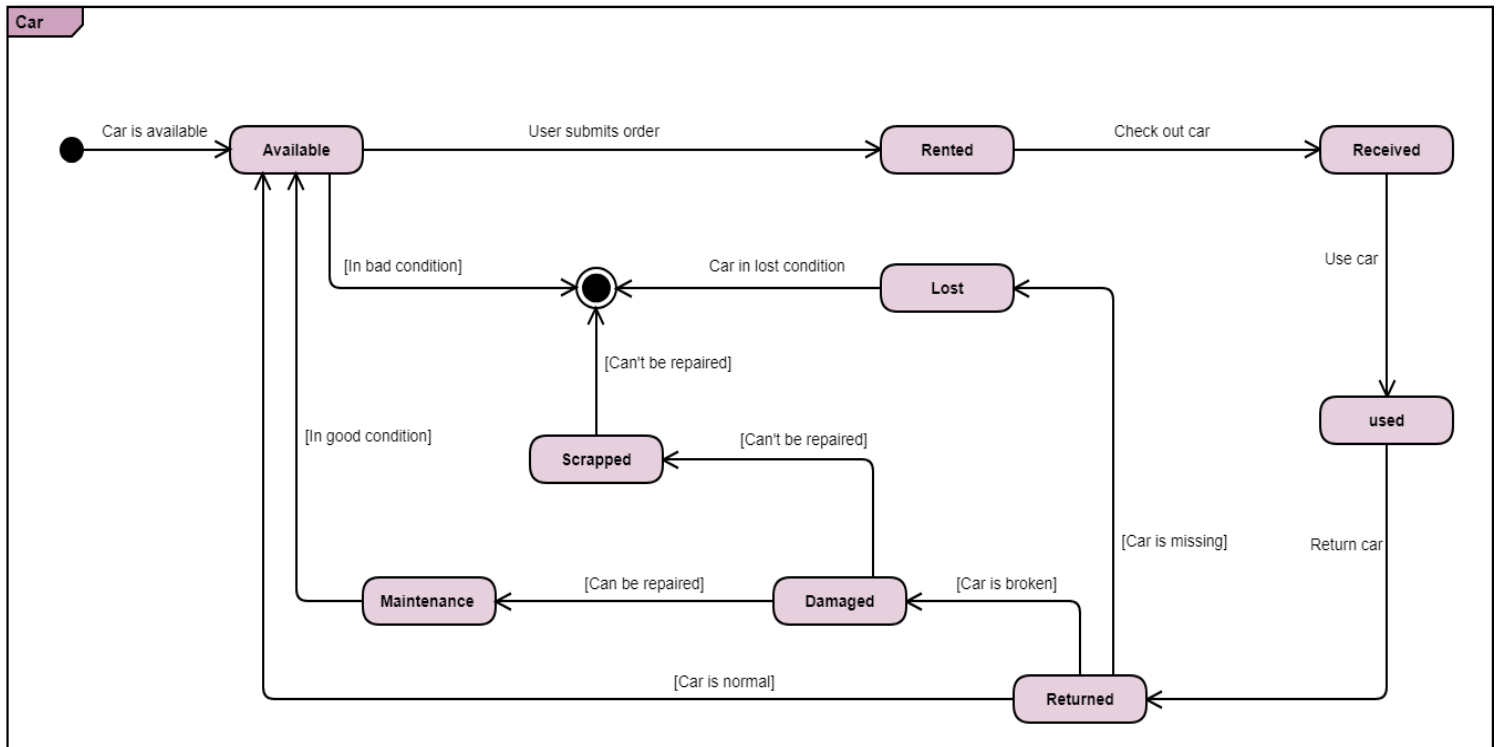 Car
Car is available
Available
User submits order
Rented
Check out car
Received
[In bad condition]
Car in lost condition
Lost
Use car
[Can't be repaired]
used
[In good condition]
Scrapped
[Can't be repaired]
[Car is missing]
Return car
Maintenance
[Can be repaired]
Damaged
[Car is broken]
[Car is normal]
Returned